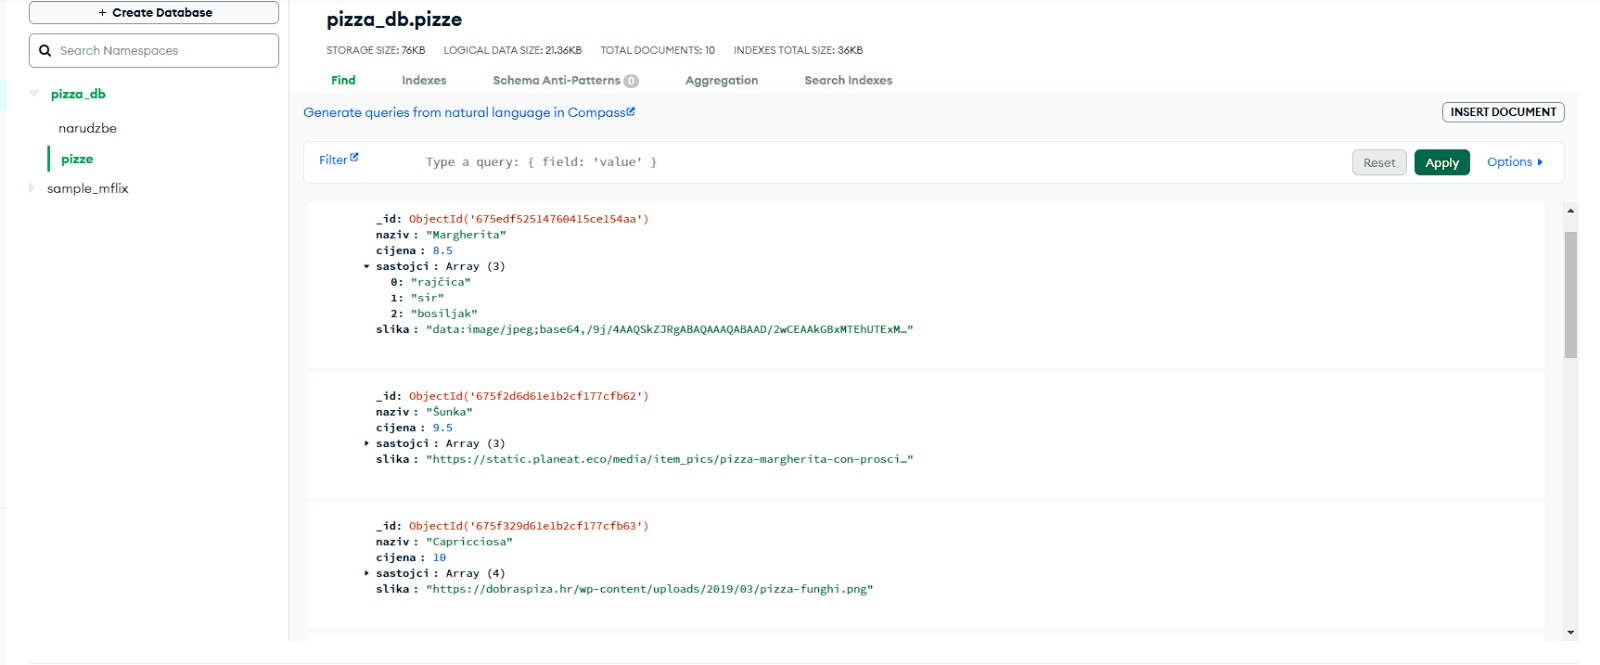 + Create Database
Search Namespaces
pizza_db
narudzbe
pizze
sample_mflix
pizza_db.pizze
STORAGE SIZE: 76KB LOGICAL DATA SIZE: 21.36KB TOTAL DOCUMENTS: 10 INDEXES TOTAL SIZE: 36KB
Find Indexes Schema Anti-Patterns 0 Aggregation Search Indexes
Generate queries from natural language in Compass
INSERT DOCUMENT
Filter Type a query: { field: 'value' } Reset Apply Options
_id: ObjectId('675edf52514760415ce154aa')
naziv : "Margherita"
cijena : 8.5
sastojci : Array (3)
0: "rajčica"
1: "sir"
2: "bosiljak"
slika : "data:image/jpeg;base64,/9j/4AAQSkZJRgABAQAAAQABAAD/2wCEAAkGBxMTEhUTExM…"
_id: ObjectId('675f2d6d61e1b2cf177cfb62')
naziv : "Šunka"
cijena : 9.5
sastojci : Array (3)
slika : "https://static.planeat.eco/media/item_pics/pizza-margherita-con-prosci…"
_id: ObjectId('675f329d61e1b2cf177cfb63')
naziv : "Capricciosa"
cijena : 10
sastojci : Array (4)
slika : "https://dobraspiza.hr/wp-content/uploads/2019/03/pizza-funghi.png"